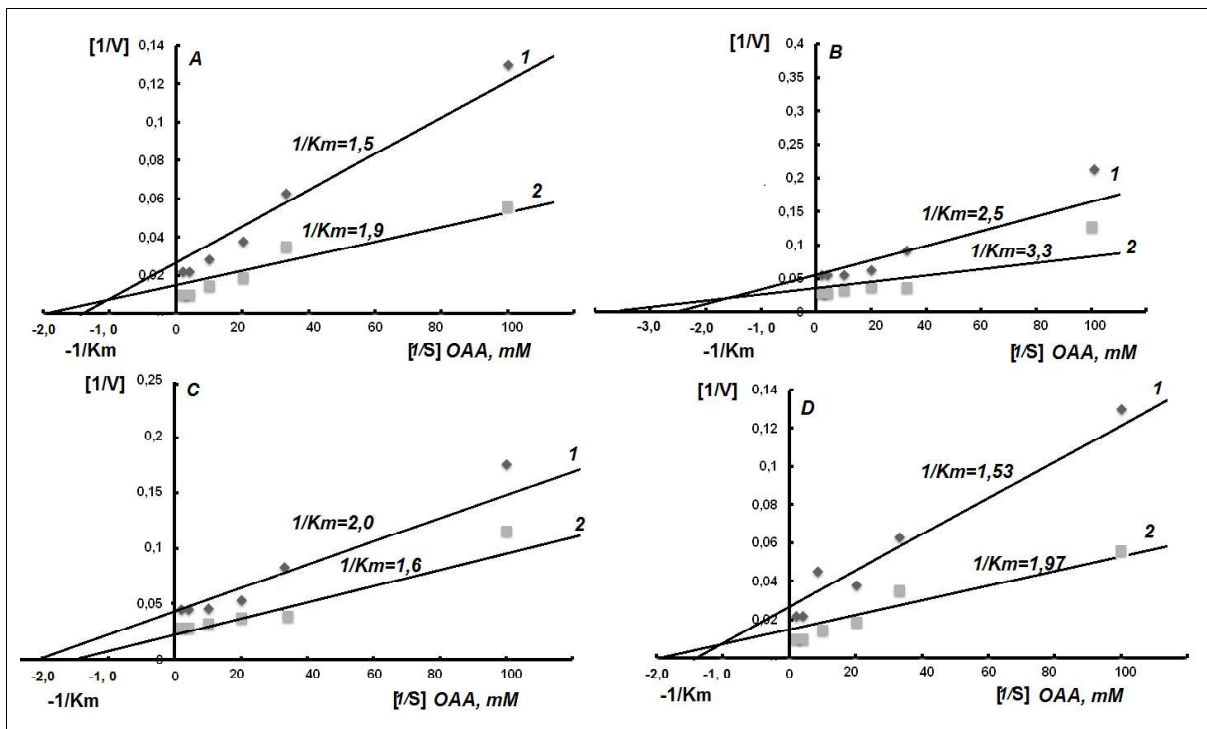 [1/V]
A
0,14
0,12
0,1
0,08
0,06
0,04
0,02
1
1/Km=1,5
2
1/Km=1,9
-2,0 -1, 0 0 20 40 60 80 100
-1/Km [1/S] OAA, mM
[1/V]
B
0,4
0,35
0,3
0,25
0,2
0,15
0,1
0,05
0
1
1/Km=2,5
1/Km=3,3
2
-3,0 -2,0 -1, 0 0 20 40 60 80 100
-1/Km [1/S] OAA, mM
[1/V]
C
0,25
0,2
0,15
0,1
0,05
1
1/Km=2,0
2
1/Km=1,6
-2,0 -1, 0 0 20 40 60 80 100
-1/Km [1/S] OAA, mM
[1/V]
D
0,14
0,12
0,1
0,08
0,06
0,04
0,02
0
1
1/Km=1,53
2
1/Km=1,97
-2,0 -1, 0 0 20 40 60 80 100
-1/Km [1/S] OAA, mM